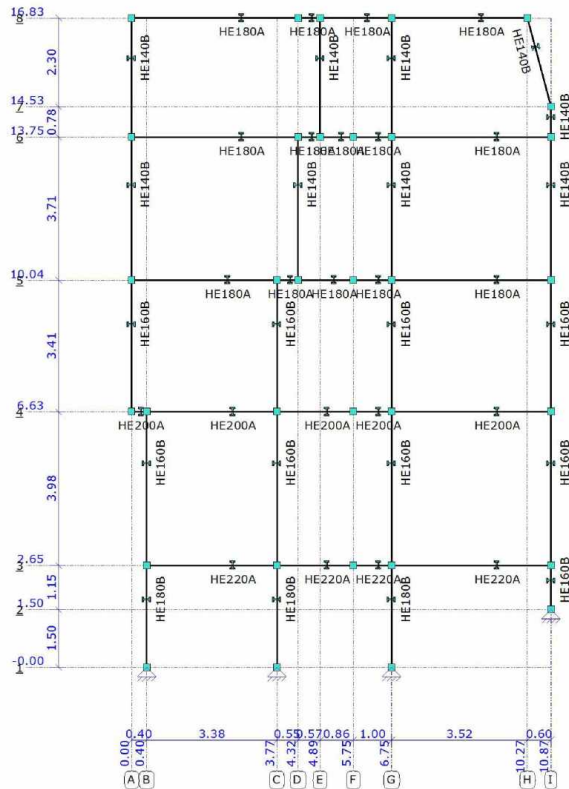 16.83
8
HE180A HE180A HE180A HE180A
2.30
HE140B HE140B HE140B HE140B
14.53
7
0.78
HE140B
13.75
6
HE180A HE180A HE180A HE180A HE180A
3.71
HE140B HE140B HE140B HE140B
10.04
5
HE180A HE180A HE180A HE180A HE180A
3.41
HE160B HE160B HE160B HE160B
6.63
4
HE200A HE200A HE200A HE200A HE200A
3.98
HE160B HE160B HE160B HE160B
2.65
3
HE220A HE220A HE220A HE220A
1.15
HE180B HE180B HE180B HE160B
1.50
2
1.50
-0.00
1
0.40 3.38 0.55 0.57 0.86 1.00 3.52 0.60
0.00 0.40 3.77 4.32 4.89 5.75 6.75 10.27 10.87
A B C D E F G H I